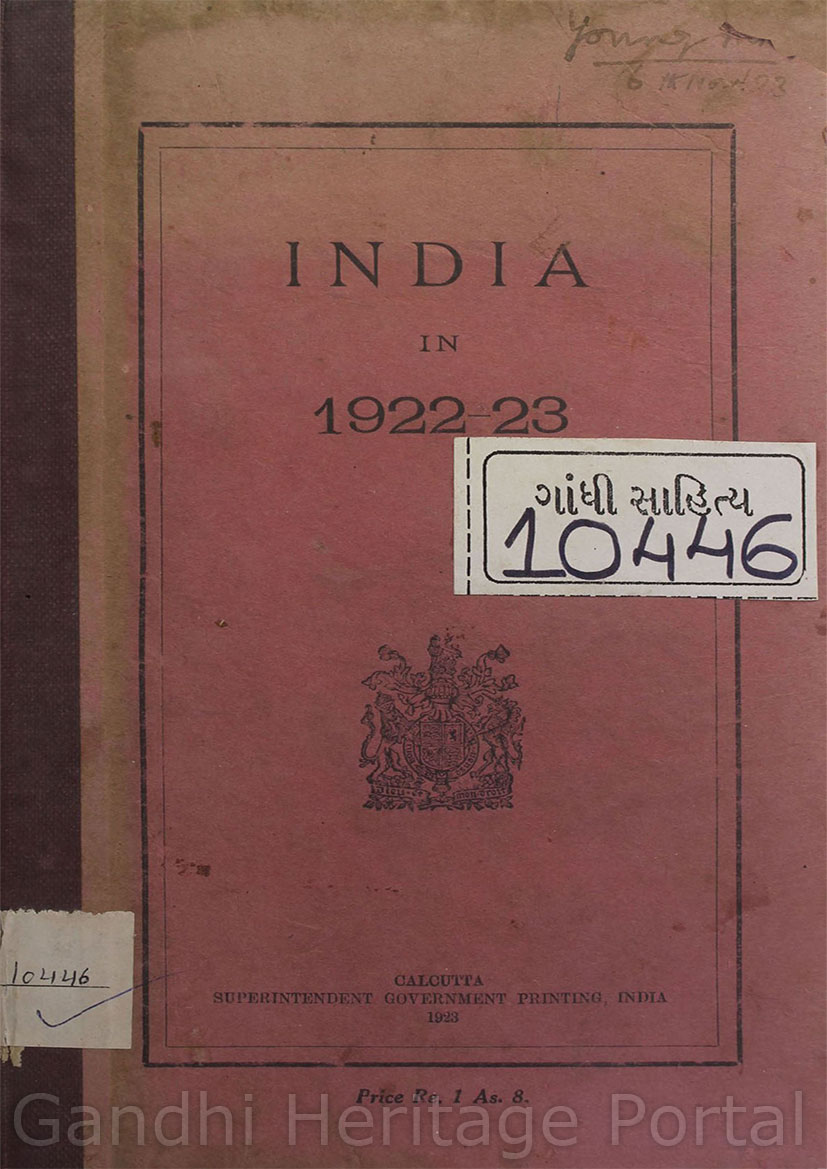 Young
INDIA
IN
1922-23
ગાંધી સાહિત્ય
10446
10446
CALCUTTA
SUPERINTENDENT GOVERNMENT PRINTING, INDIA
1923
Price Re. 1 As. 8.
Gandhi Heritage Portal